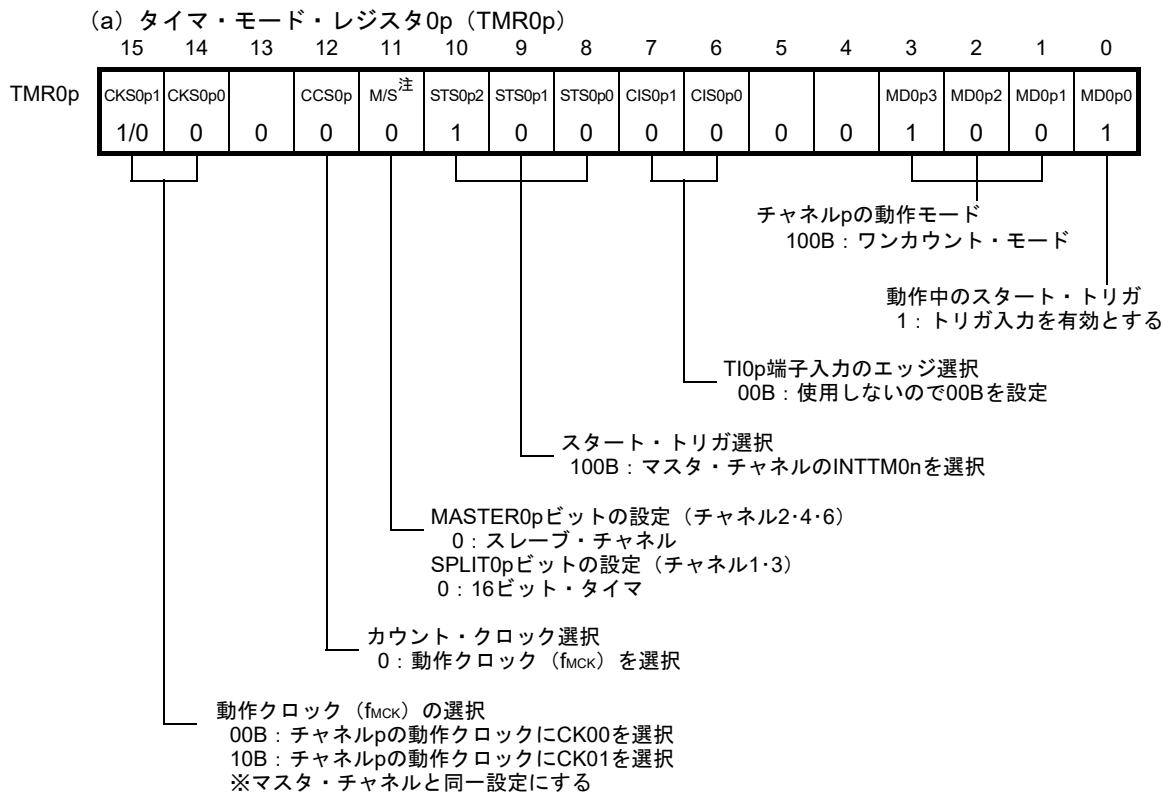 （a）タイマ・モード・レジスタ0p（TMR0p）
15 14 13 12 11 10 9 8 7 6 5 4 3 2 1 0
TMR0p CKS0p1 CKS0p0 CCS0p M/S注 STS0p2 STS0p1 STS0p0 CIS0p1 CIS0p0 MD0p3 MD0p2 MD0p1 MD0p0
1/0 0 0 0 0 1 0 0 0 0 0 0 1 0 0 1
チャネルpの動作モード
100B：ワンカウント・モード
動作中のスタート・トリガ
1：トリガ入力を有効とする
TI0p端子入力のエッジ選択
00B：使用しないので00Bを設定
スタート・トリガ選択
100B：マスタ・チャネルのINTTM0nを選択
MASTER0pビットの設定（チャネル2･4･6）
0：スレーブ・チャネル
SPLIT0pビットの設定（チャネル1･3）
0：16ビット・タイマ
カウント・クロック選択
0：動作クロック（fMCK）を選択
動作クロック（fMCK）の選択
00B：チャネルpの動作クロックにCK00を選択
10B：チャネルpの動作クロックにCK01を選択
※マスタ・チャネルと同一設定にする